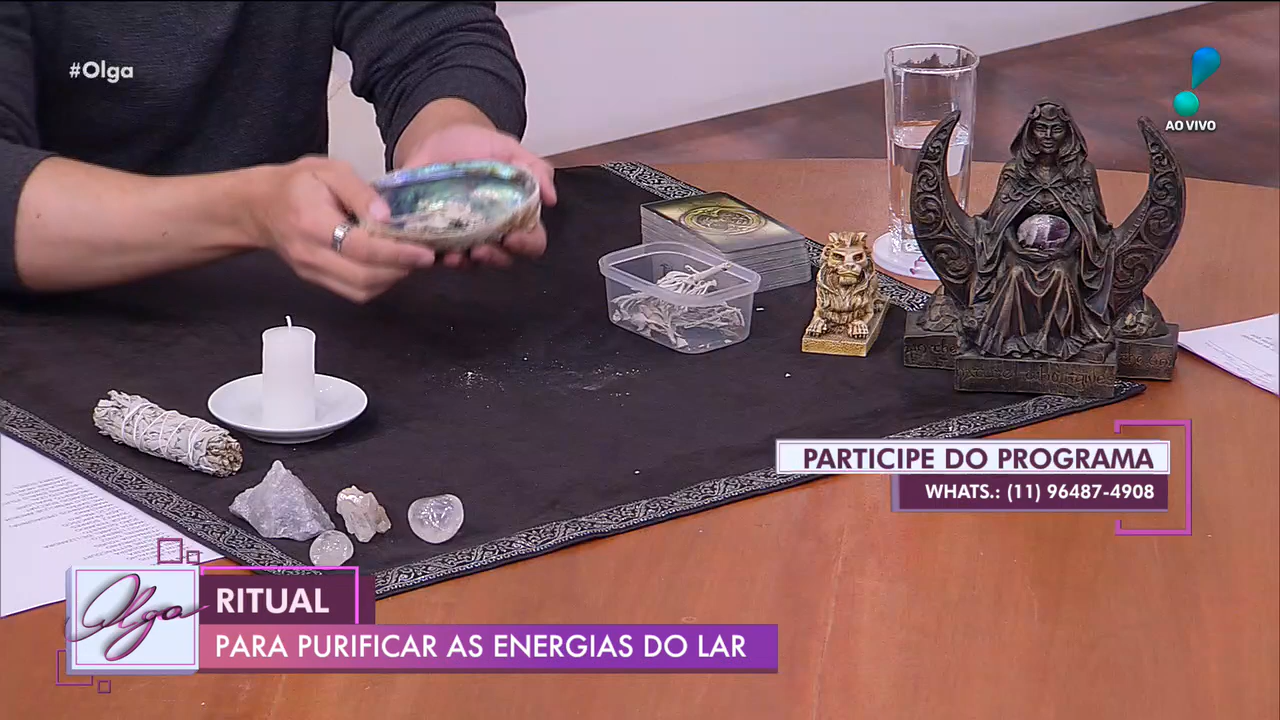 #Olga
AO VIVO
PARTICIPE DO PROGRAMA
WHATS.: (11) 96487-4908
Olga
RITUAL
PARA PURIFICAR AS ENERGIAS DO LAR